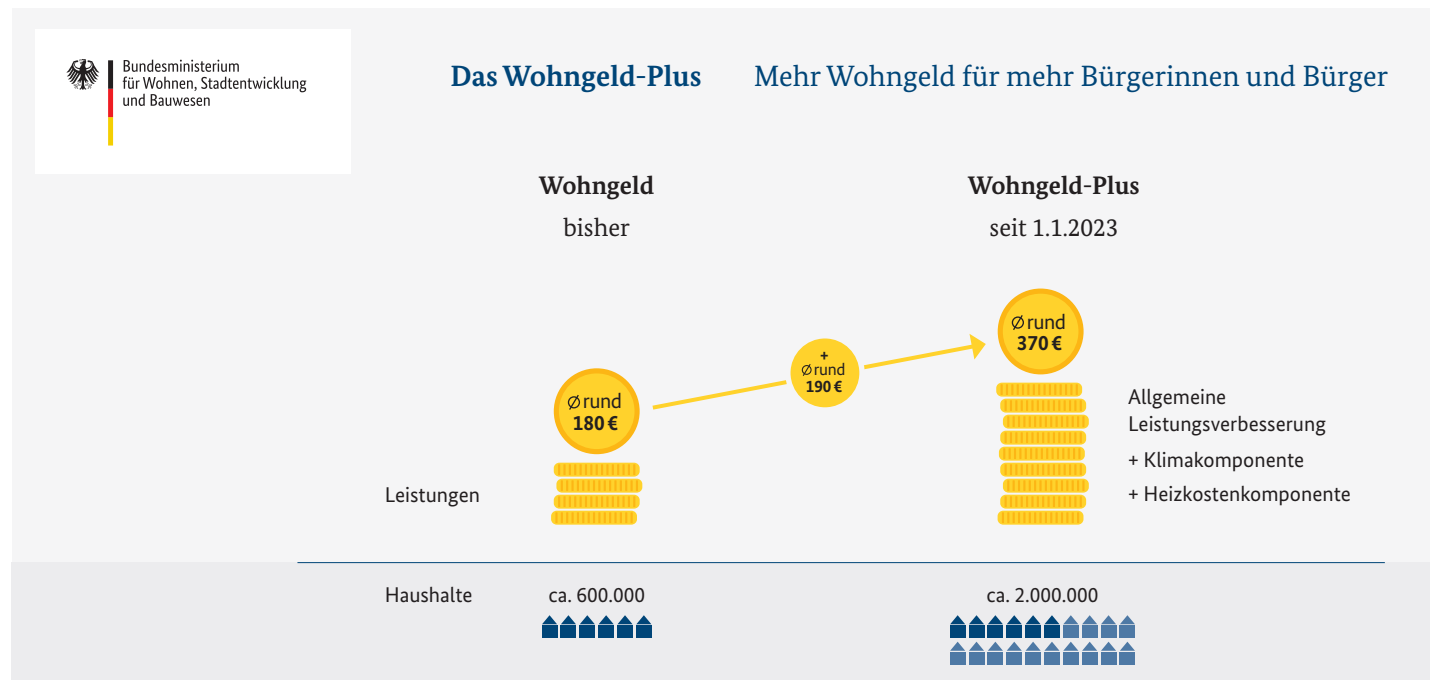 Bundesministerium
für Wohnen, Stadtentwicklung
und Bauwesen
Das Wohngeld-Plus Mehr Wohngeld für mehr Bürgerinnen und Bürger
Wohngeld
bisher
Wohngeld-Plus
seit 1.1.2023
Ø rund
180 €
+
Ø rund
190 €
Ø rund
370 €
Allgemeine
Leistungsverbesserung
+ Klimakomponente
+ Heizkostenkomponente
Leistungen
Haushalte
ca. 600.000
ca. 2.000.000